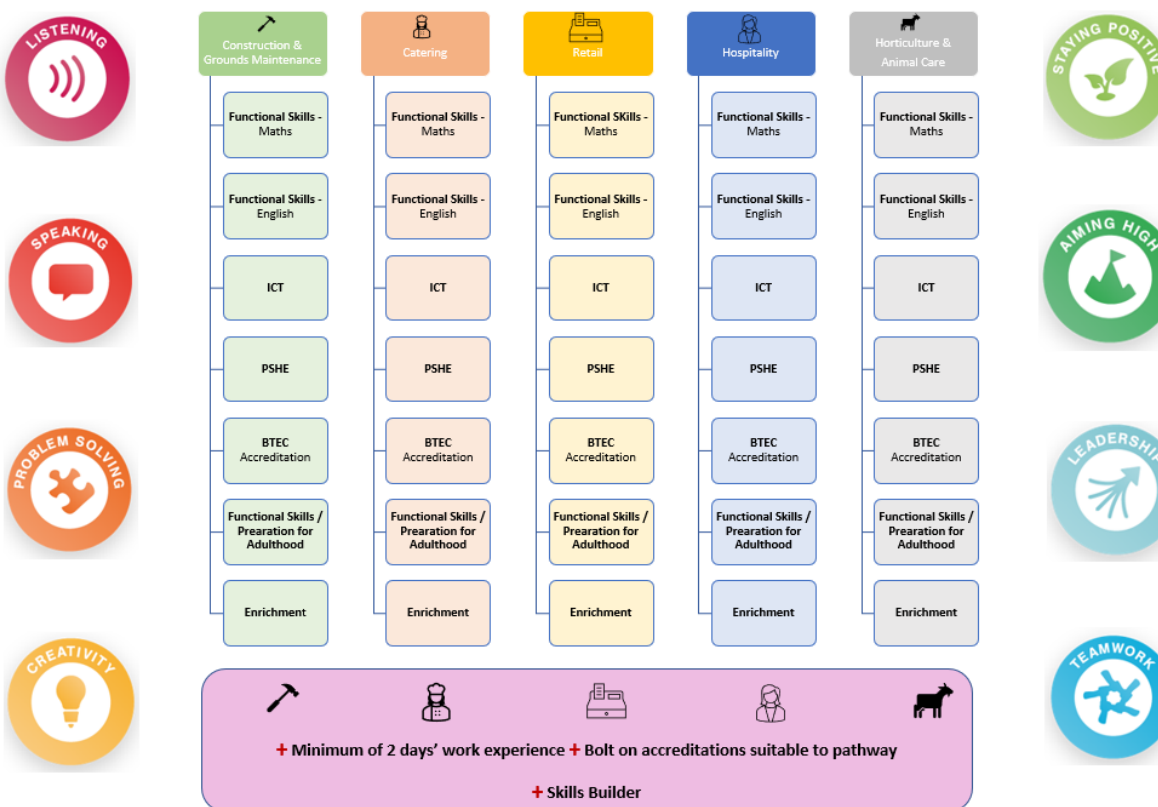 LISTENING
SPEAKING
PROBLEM SOLVING
CREATIVITY
Construction &
Grounds Maintenance
Functional Skills -
Maths
Functional Skills -
English
ICT
PSHE
BTEC
Accreditation
Functional Skills /
Prearation for
Adulthood
Enrichment
Catering
Functional Skills -
Maths
Functional Skills -
English
ICT
PSHE
BTEC
Accreditation
Functional Skills /
Prearation for
Adulthood
Enrichment
Retail
Functional SKills -
Maths
Functional Skills -
English
ICT
PSHE
BTEC
Accreditation
Functional Skills /
Prearation for
Adulthood
Enrichment
Hospitality
Functional Skills -
Maths
Functional Skills -
English
ICT
PSHE
BTEC
Accreditation
Functional Skills /
Prearation for
Adulthood
Enrichment
Horticulture &
Animal Care
Functional Skills -
Maths
Functional Skills -
English
ICT
PSHE
BTEC
Accreditation
Functional Skills /
Prearation for
Adulthood
Enrichment
STAYING POSITIVE
AIMING HIGH
LEADERSHIP
TEAMWORK
+ Minimum of 2 days' work experience + Bolt on accreditations suitable to pathway
+ Skills Builder